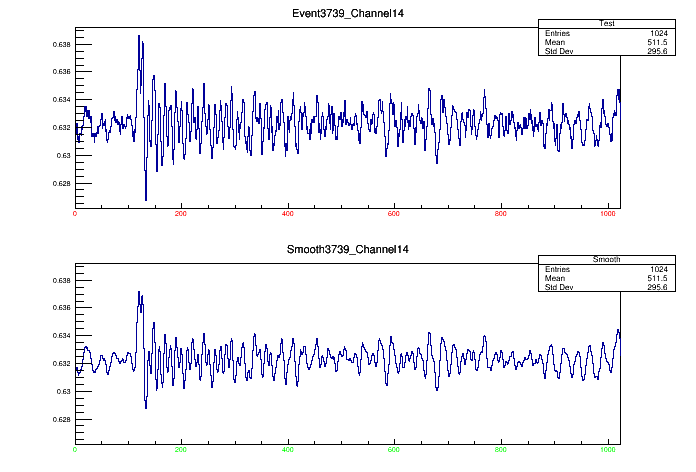 Event3739_Channel14
Test
Entries 1024
Mean 511.5
Std Dev 295.6
0.638
0.636
0.634
0.632
0.63
0.628
0 200 400 600 800 1000
Smooth3739_Channel14
Smooth
Entries 1024
Mean 511.5
Std Dev 295.6
0.638
0.636
0.634
0.632
0.63
0.628
0 200 400 600 800 1000